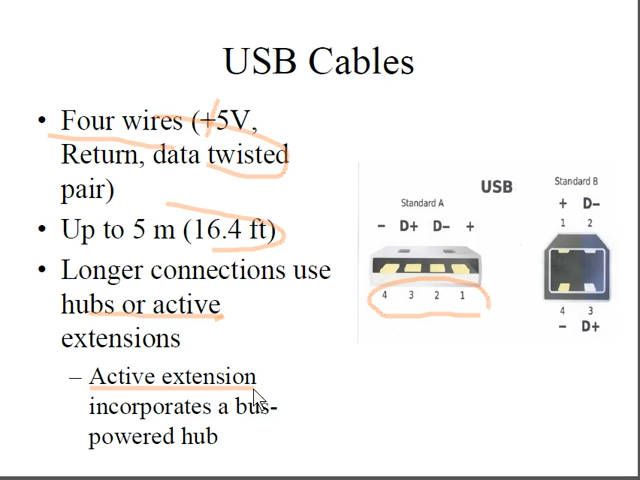 USB Cables
• Four wires (+5V,
Return, data twisted
pair)
• Up to 5 m (16.4 ft)
• Longer connections use
hubs or active
extensions
– Active extension
incorporates a bus-
powered hub
USB
Standard A
− D+ D− +
4 3 2 1
Standard B
+ D−
1 2
4 3
− D+